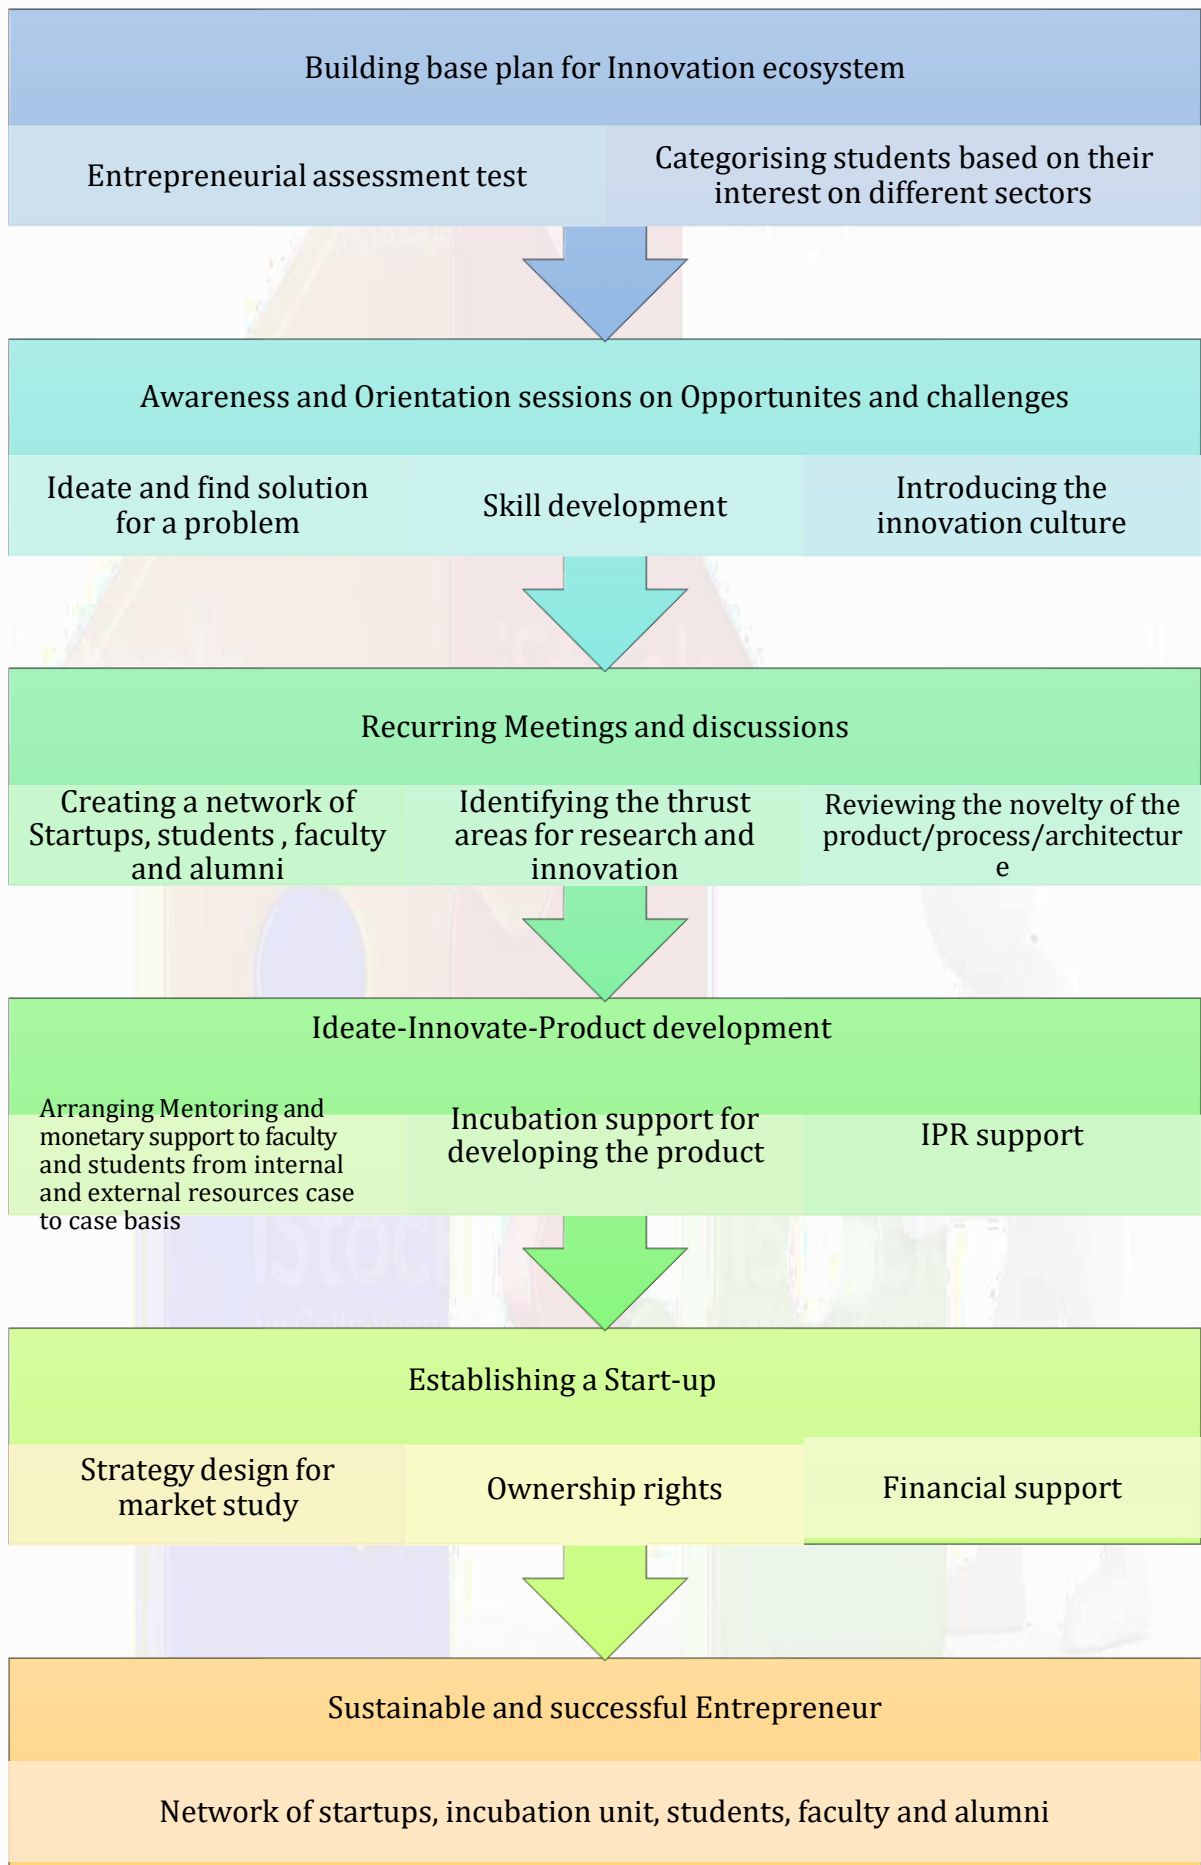 Building base plan for Innovation ecosystem
Entrepreneurial assessment test
Categorising students based on their
interest on different sectors
Awareness and Orientation sessions on Opportunites and challenges
Ideate and find solution
for a problem
Skill development
Introducing the
innovation culture
Recurring Meetings and discussions
Creating a network of
Startups, students , faculty
and alumni
Identifying the thrust
areas for research and
innovation
Reviewing the novelty of the
product/process/architectur
e
Ideate-Innovate-Product development
Arranging Mentoring and
monetary support to faculty
and students from internal
and external resources case
to case basis
Incubation support for
developing the product
IPR support
Establishing a Start-up
Strategy design for
market study
Ownership rights
Financial support
Sustainable and successful Entrepreneur
Network of startups, incubation unit, students, faculty and alumni